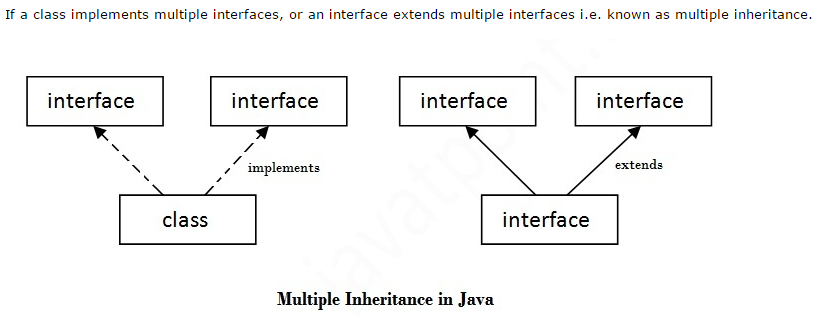 If a class implements multiple interfaces, or an interface extends multiple interfaces i.e. known as multiple inheritance.
interface interface interface interface
implements extends
class interface
Multiple Inheritance in Java